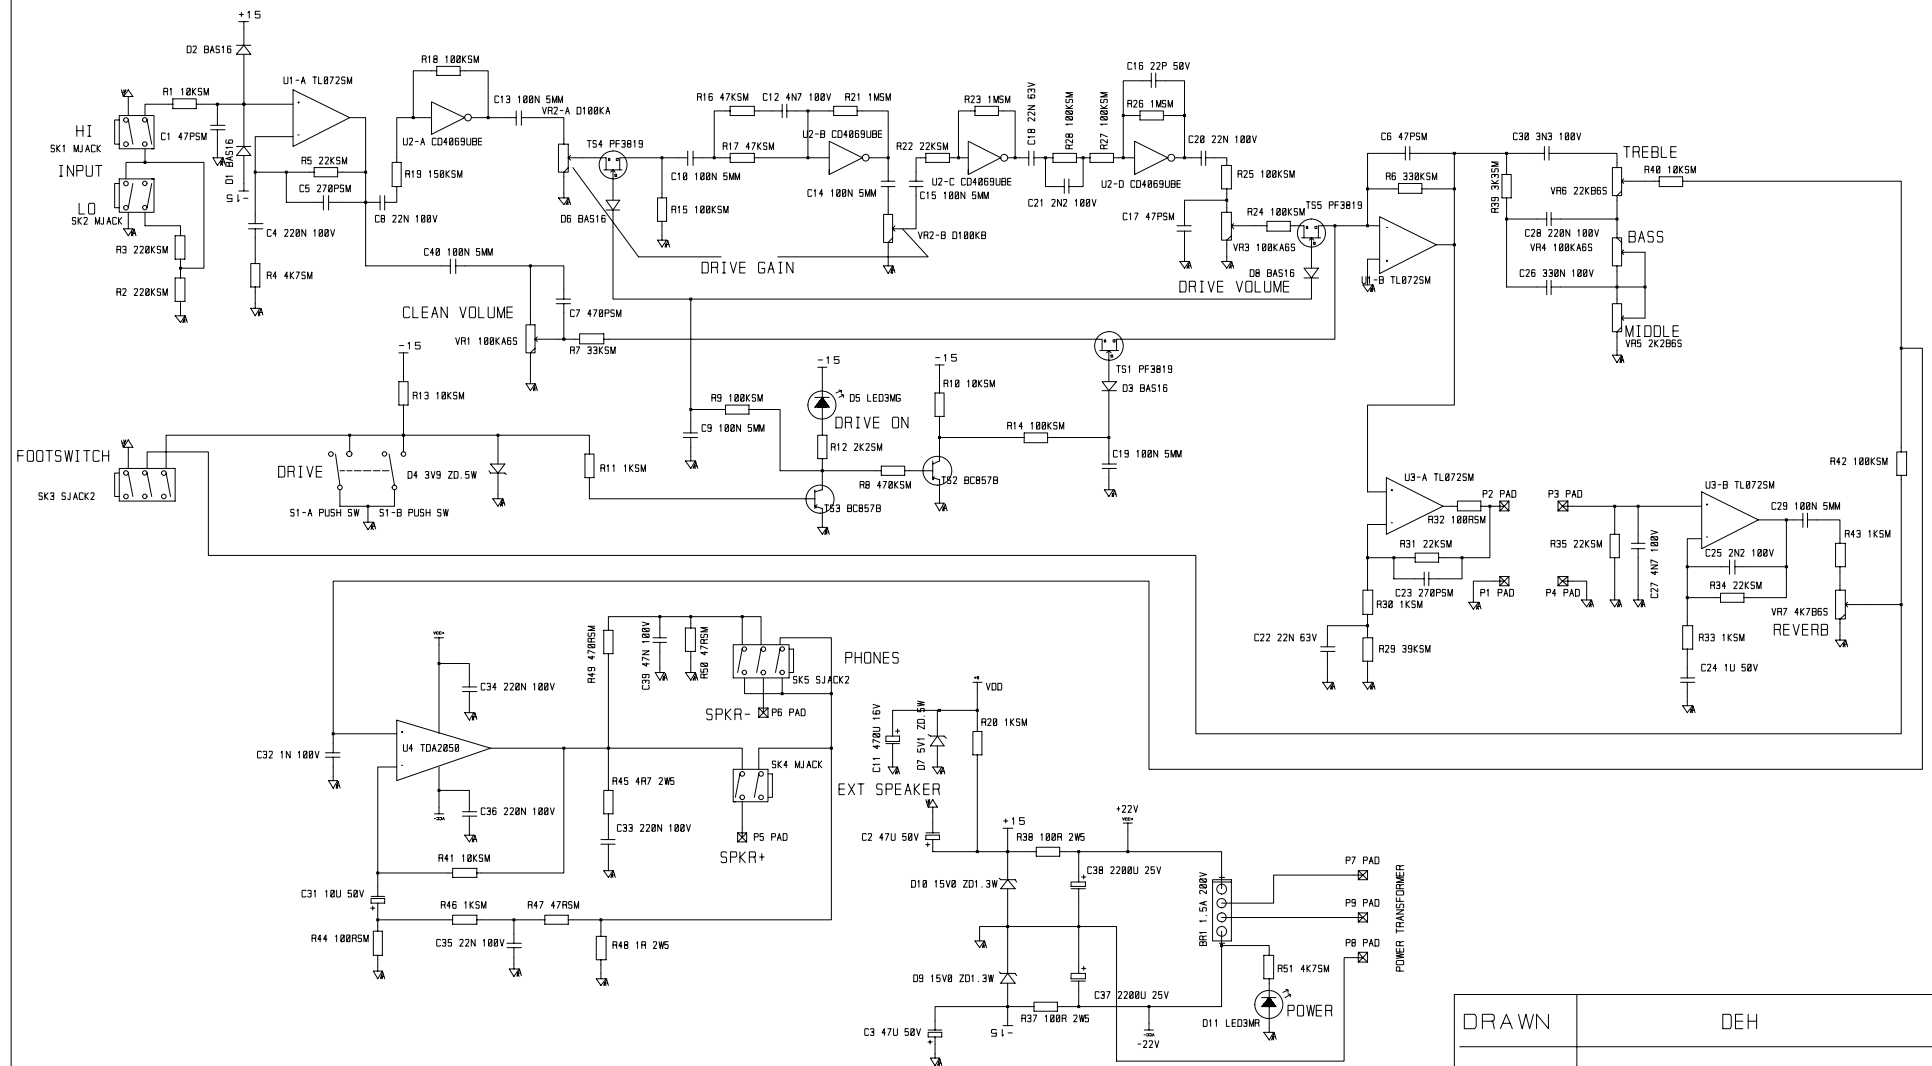 +15
D2 BAS16
R1 10KSM
U1-A TL072SM
HI
SK1 MJACK
C1 47PSM
INPUT
D1 BAS16
-15
LO
SK2 MJACK
R5 22KSM
C5 270PSM
C8 22N 100V
R3 220KSM
C4 220N 100V
R2 220KSM
R4 4K7SM
R18 100KSM
U2-A CD4069UBE
R19 150KSM
C13 100N 5MM
VR2-A D100KA
TS4 PF3819
D6 BAS16
R16 47KSM
C12 4N7 100V
R21 1MSM
R17 47KSM
U2-B CD4069UBE
C10 100N 5MM
R15 100KSM
C14 100N 5MM
VR2-B D100KB
DRIVE GAIN
R22 22KSM
C15 100N 5MM
R23 1MSM
U2-C CD4069UBE
C18 22N 63V
R28 100KSM
R27 100KSM
C21 2N2 100V
C16 22P 50V
R26 1MSM
U2-D CD4069UBE
C20 22N 100V
R25 100KSM
C17 47PSM
R24 100KSM
VR3 100KA6S
TS5 PF3819
D8 BAS16
DRIVE VOLUME
C6 47PSM
R6 330KSM
U1-B TL072SM
C30 3N3 100V
R39 3K3SM
TREBLE
VR6 22KB6S
R40 10KSM
C28 220N 100V
VR4 100KA6S
BASS
C26 330N 100V
MIDDLE
VR5 2K2B6S
C40 100N 5MM
CLEAN VOLUME
VR1 100KA6S
C7 470PSM
R7 33KSM
TS1 PF3819
D3 BAS16
-15
R13 10KSM
-15
D5 LED3MG
DRIVE ON
R12 2K2SM
-15
R10 10KSM
R9 100KSM
C9 100N 5MM
R14 100KSM
C19 100N 5MM
R8 470KSM
TS2 BC857B
TS3 BC857B
FOOTSWITCH
SK3 SJACK2
DRIVE
D4 3V9 ZD.5W
R11 1KSM
S1-A PUSH SW
S1-B PUSH SW
U3-A TL072SM
P2 PAD
R32 100RSM
R31 22KSM
C23 270PSM
P1 PAD
R30 1KSM
C22 22N 63V
R29 39KSM
P3 PAD
P4 PAD
R35 22KSM
C27 4N7 100V
U3-B TL072SM
C29 100N 5MM
R43 1KSM
C25 2N2 100V
R34 22KSM
VR7 4K7B6S
REVERB
R33 1KSM
C24 1U 50V
R42 100KSM
C34 220N 100V
U4 TDA2050
C32 1N 100V
C36 220N 100V
R49 470RSM
C39 47N 100V
R50 47RSM
PHONES
SK5 SJACK2
SPKR-
P6 PAD
SK4 MJACK
R45 4R7 2W5
C33 220N 100V
P5 PAD
SPKR+
R41 10KSM
C31 10U 50V
R46 1KSM
R47 47RSM
R44 100RSM
C35 22N 100V
R48 1R 2W5
VDD
C11 470U 16V
D7 5V1 ZD.5W
R20 1KSM
EXT SPEAKER
C2 47U 50V
+15
R38 100R 2W5
+22V
D10 15V0 ZD1.3W
C38 2200U 25V
BR1 1.5A 200V
P7 PAD
P9 PAD
P8 PAD
POWER TRANSFORMER
D9 15V0 ZD1.3W
C37 2200U 25V
C3 47U 50V
-15
R37 100R 2W5
-22V
R51 4K7SM
D11 LED3MR
POWER
DRAWN
DEH